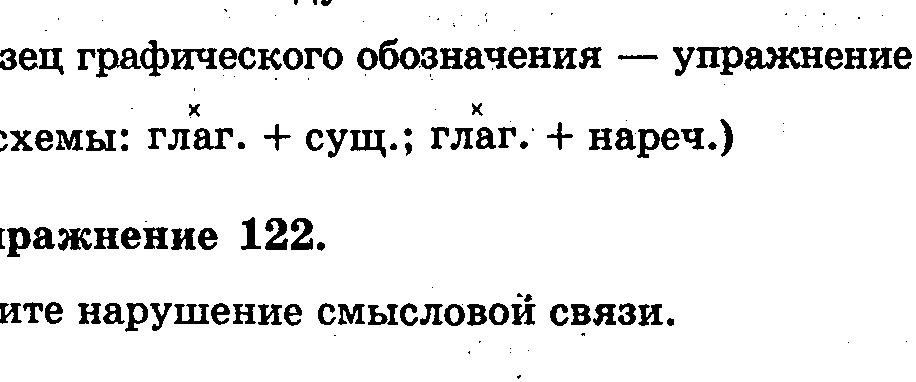 зец графического обозначения — упражнение
схемы: глаг. + сущ.; глаг. + нареч.)
пражнение 122.
ите нарушение смысловой связи.